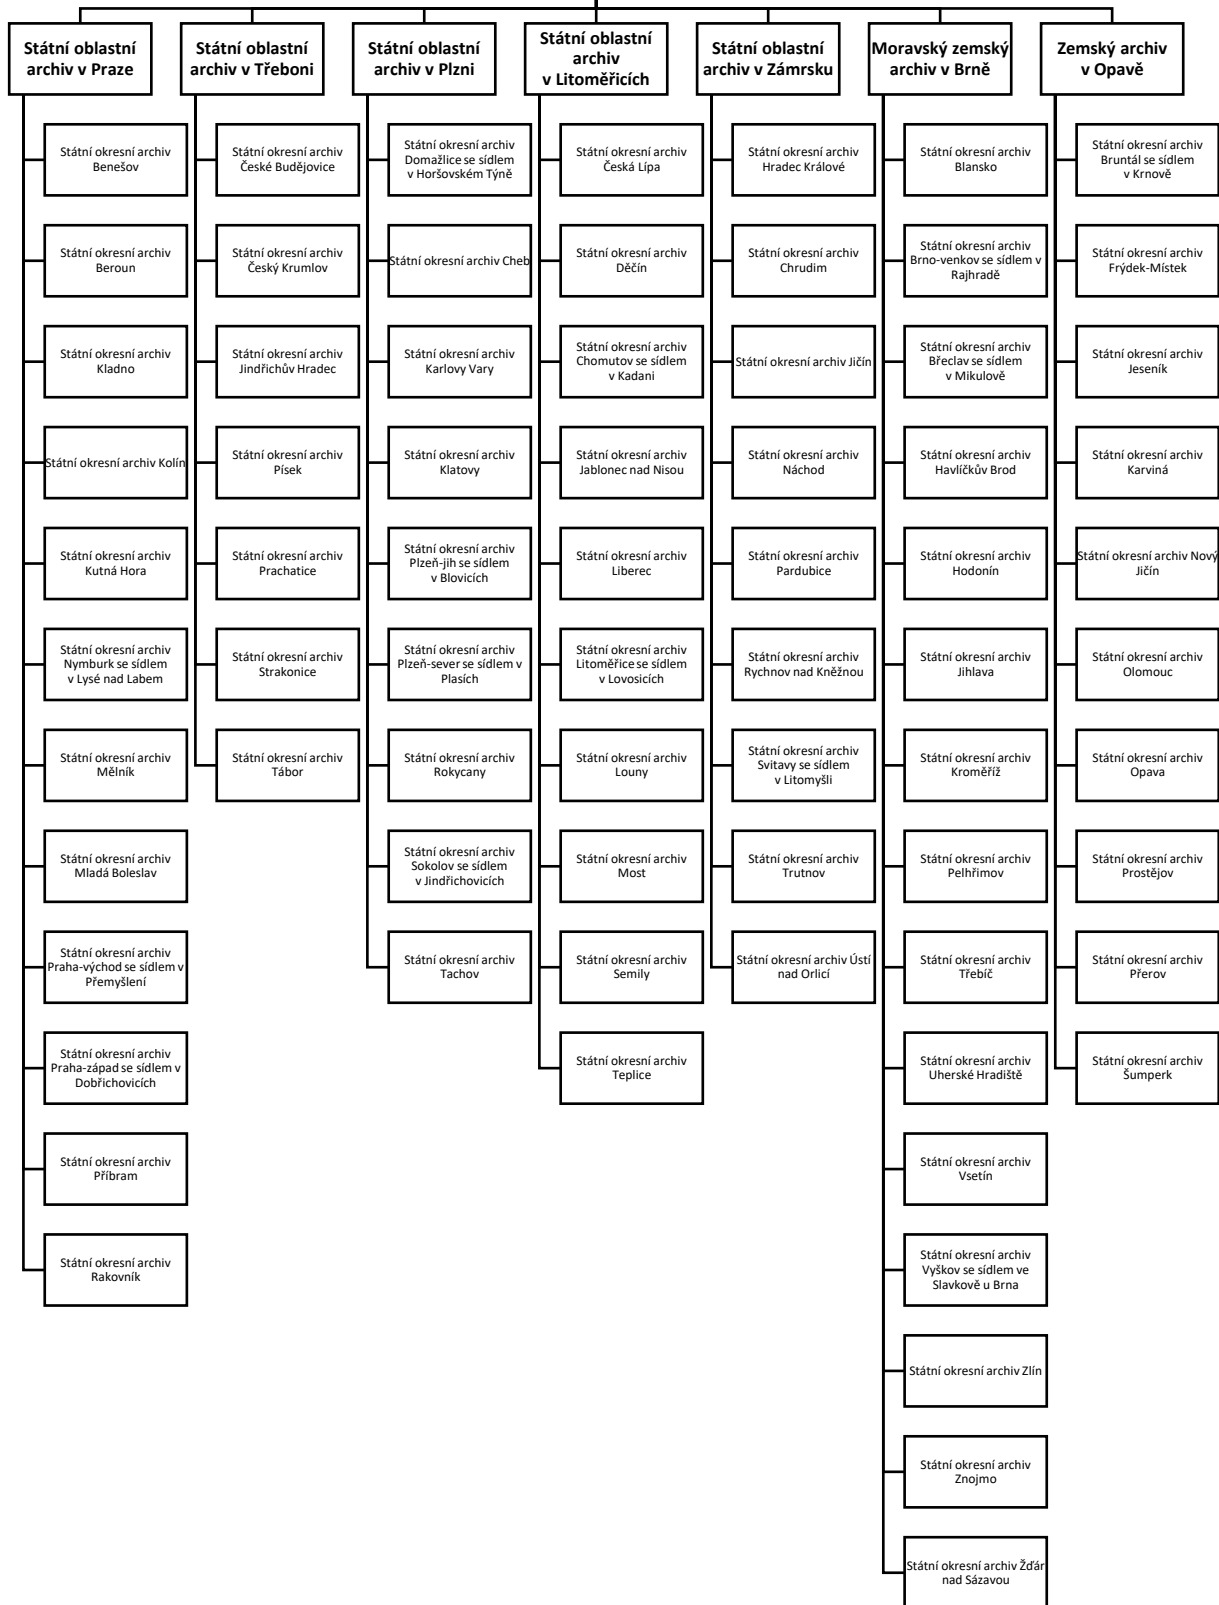 Státní oblastní
archiv v Praze
Státní okresní archiv
Benešov
Státní okresní archiv
Beroun
Státní okresní archiv
Kladno
Státní okresní archiv Kolín
Státní okresní archiv
Kutná Hora
Státní okresní archiv
Nymburk se sídlem
v Lysé nad Labem
Státní okresní archiv
Mělník
Státní okresní archiv
Mladá Boleslav
Státní okresní archiv
Praha-východ se sídlem v
Přemyšlení
Státní okresní archiv
Praha-západ se sídlem v
Dobřichovicích
Státní okresní archiv
Příbram
Státní okresní archiv
Rakovník
Státní oblastní
archiv v Třeboni
Státní okresní archiv
České Budějovice
Státní okresní archiv
Český Krumlov
Státní okresní archiv
Jindřichův Hradec
Státní okresní archiv
Písek
Státní okresní archiv
Prachatice
Státní okresní archiv
Strakonice
Státní okresní archiv
Tábor
Státní oblastní
archiv v Plzni
Státní okresní archiv
Domažlice se sídlem
v Horšovském Týně
Státní okresní archiv Cheb
Státní okresní archiv
Karlovy Vary
Státní okresní archiv
Klatovy
Státní okresní archiv
Plzeň-jih se sídlem
v Blovicích
Státní okresní archiv
Plzeň-sever se sídlem v
Plasích
Státní okresní archiv
Rokycany
Státní okresní archiv
Sokolov se sídlem
v Jindřichovicích
Státní okresní archiv
Tachov
Státní oblastní
archiv
v Litoměřicích
Státní okresní archiv
Česká Lípa
Státní okresní archiv
Děčín
Státní okresní archiv
Chomutov se sídlem
v Kadani
Státní okresní archiv
Jablonec nad Nisou
Státní okresní archiv
Liberec
Státní okresní archiv
Litoměřice se sídlem
v Lovosicích
Státní okresní archiv
Louny
Státní okresní archiv
Most
Státní okresní archiv
Semily
Státní okresní archiv
Teplice
Státní oblastní
archiv v Zámrsku
Státní okresní archiv
Hradec Králové
Státní okresní archiv
Chrudim
Státní okresní archiv Jičín
Státní okresní archiv
Náchod
Státní okresní archiv
Pardubice
Státní okresní archiv
Rychnov nad Kněžnou
Státní okresní archiv
Svitavy se sídlem
v Litomyšli
Státní okresní archiv
Trutnov
Státní okresní archiv Ústí
nad Orlicí
Moravský zemský
archiv v Brně
Státní okresní archiv
Blansko
Státní okresní archiv
Brno-venkov se sídlem v
Rajhradě
Státní okresní archiv
Břeclav se sídlem
v Mikulově
Státní okresní archiv
Havlíčkův Brod
Státní okresní archiv
Hodonín
Státní okresní archiv
Jihlava
Státní okresní archiv
Kroměříž
Státní okresní archiv
Pelhřimov
Státní okresní archiv
Třebíč
Státní okresní archiv
Uherské Hradiště
Státní okresní archiv
Vsetín
Státní okresní archiv
Vyškov se sídlem ve
Slavkově u Brna
Státní okresní archiv Zlín
Státní okresní archiv
Znojmo
Státní okresní archiv Žďár
nad Sázavou
Zemský archiv
v Opavě
Státní okresní archiv
Bruntál se sídlem
v Krnově
Státní okresní archiv
Frýdek-Místek
Státní okresní archiv
Jeseník
Státní okresní archiv
Karviná
Státní okresní archiv Nový
Jičín
Státní okresní archiv
Olomouc
Státní okresní archiv
Opava
Státní okresní archiv
Prostějov
Státní okresní archiv
Přerov
Státní okresní archiv
Šumperk